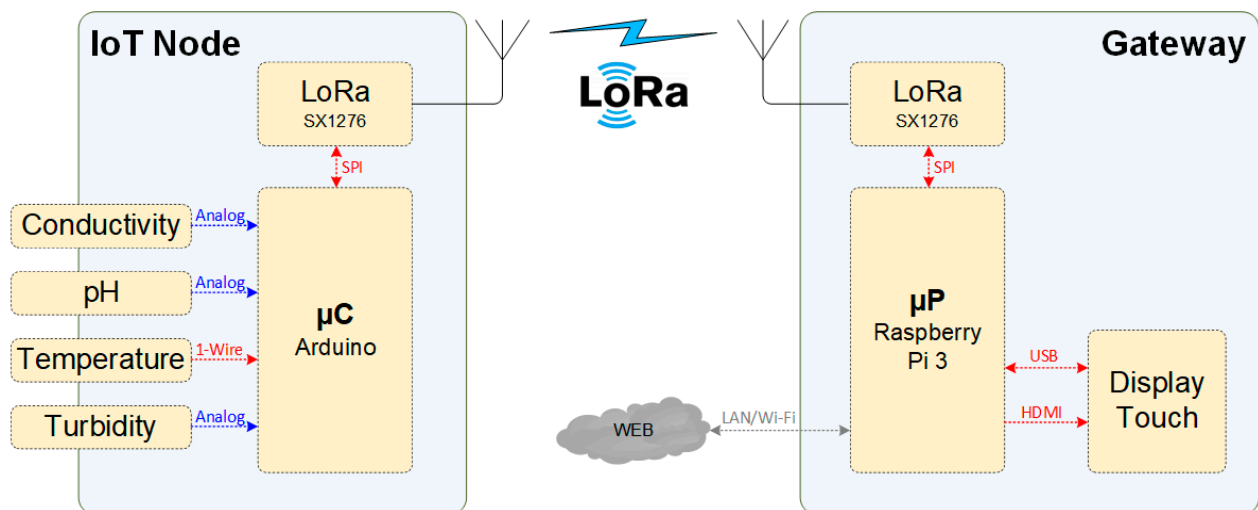 IoT Node
LoRa
SX1276
SPI
Conductivity
Analog
pH
Analog
Temperature
1-Wire
Turbidity
Analog
µC
Arduino
LoRa
WEB
LAN/Wi-Fi
Gateway
LoRa
SX1276
SPI
µP
Raspberry
Pi 3
USB
HDMI
Display
Touch